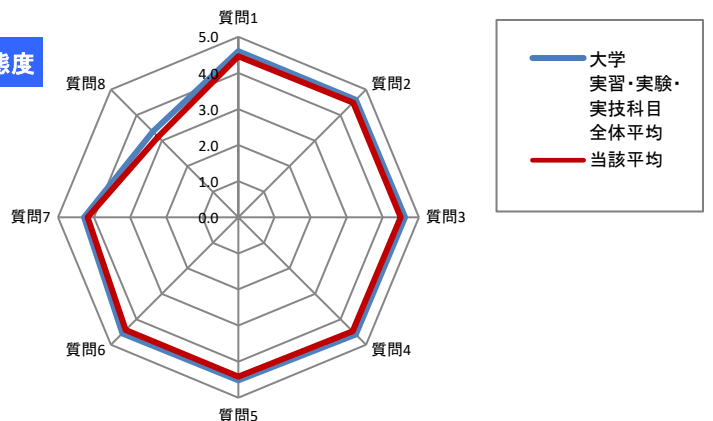 態度
質問1
質問2
質問3
質問4
質問5
質問6
質問7
質問8
5.0
4.0
3.0
2.0
1.0
0.0
大学
実習・実験・
実技科目
全体平均
当該平均